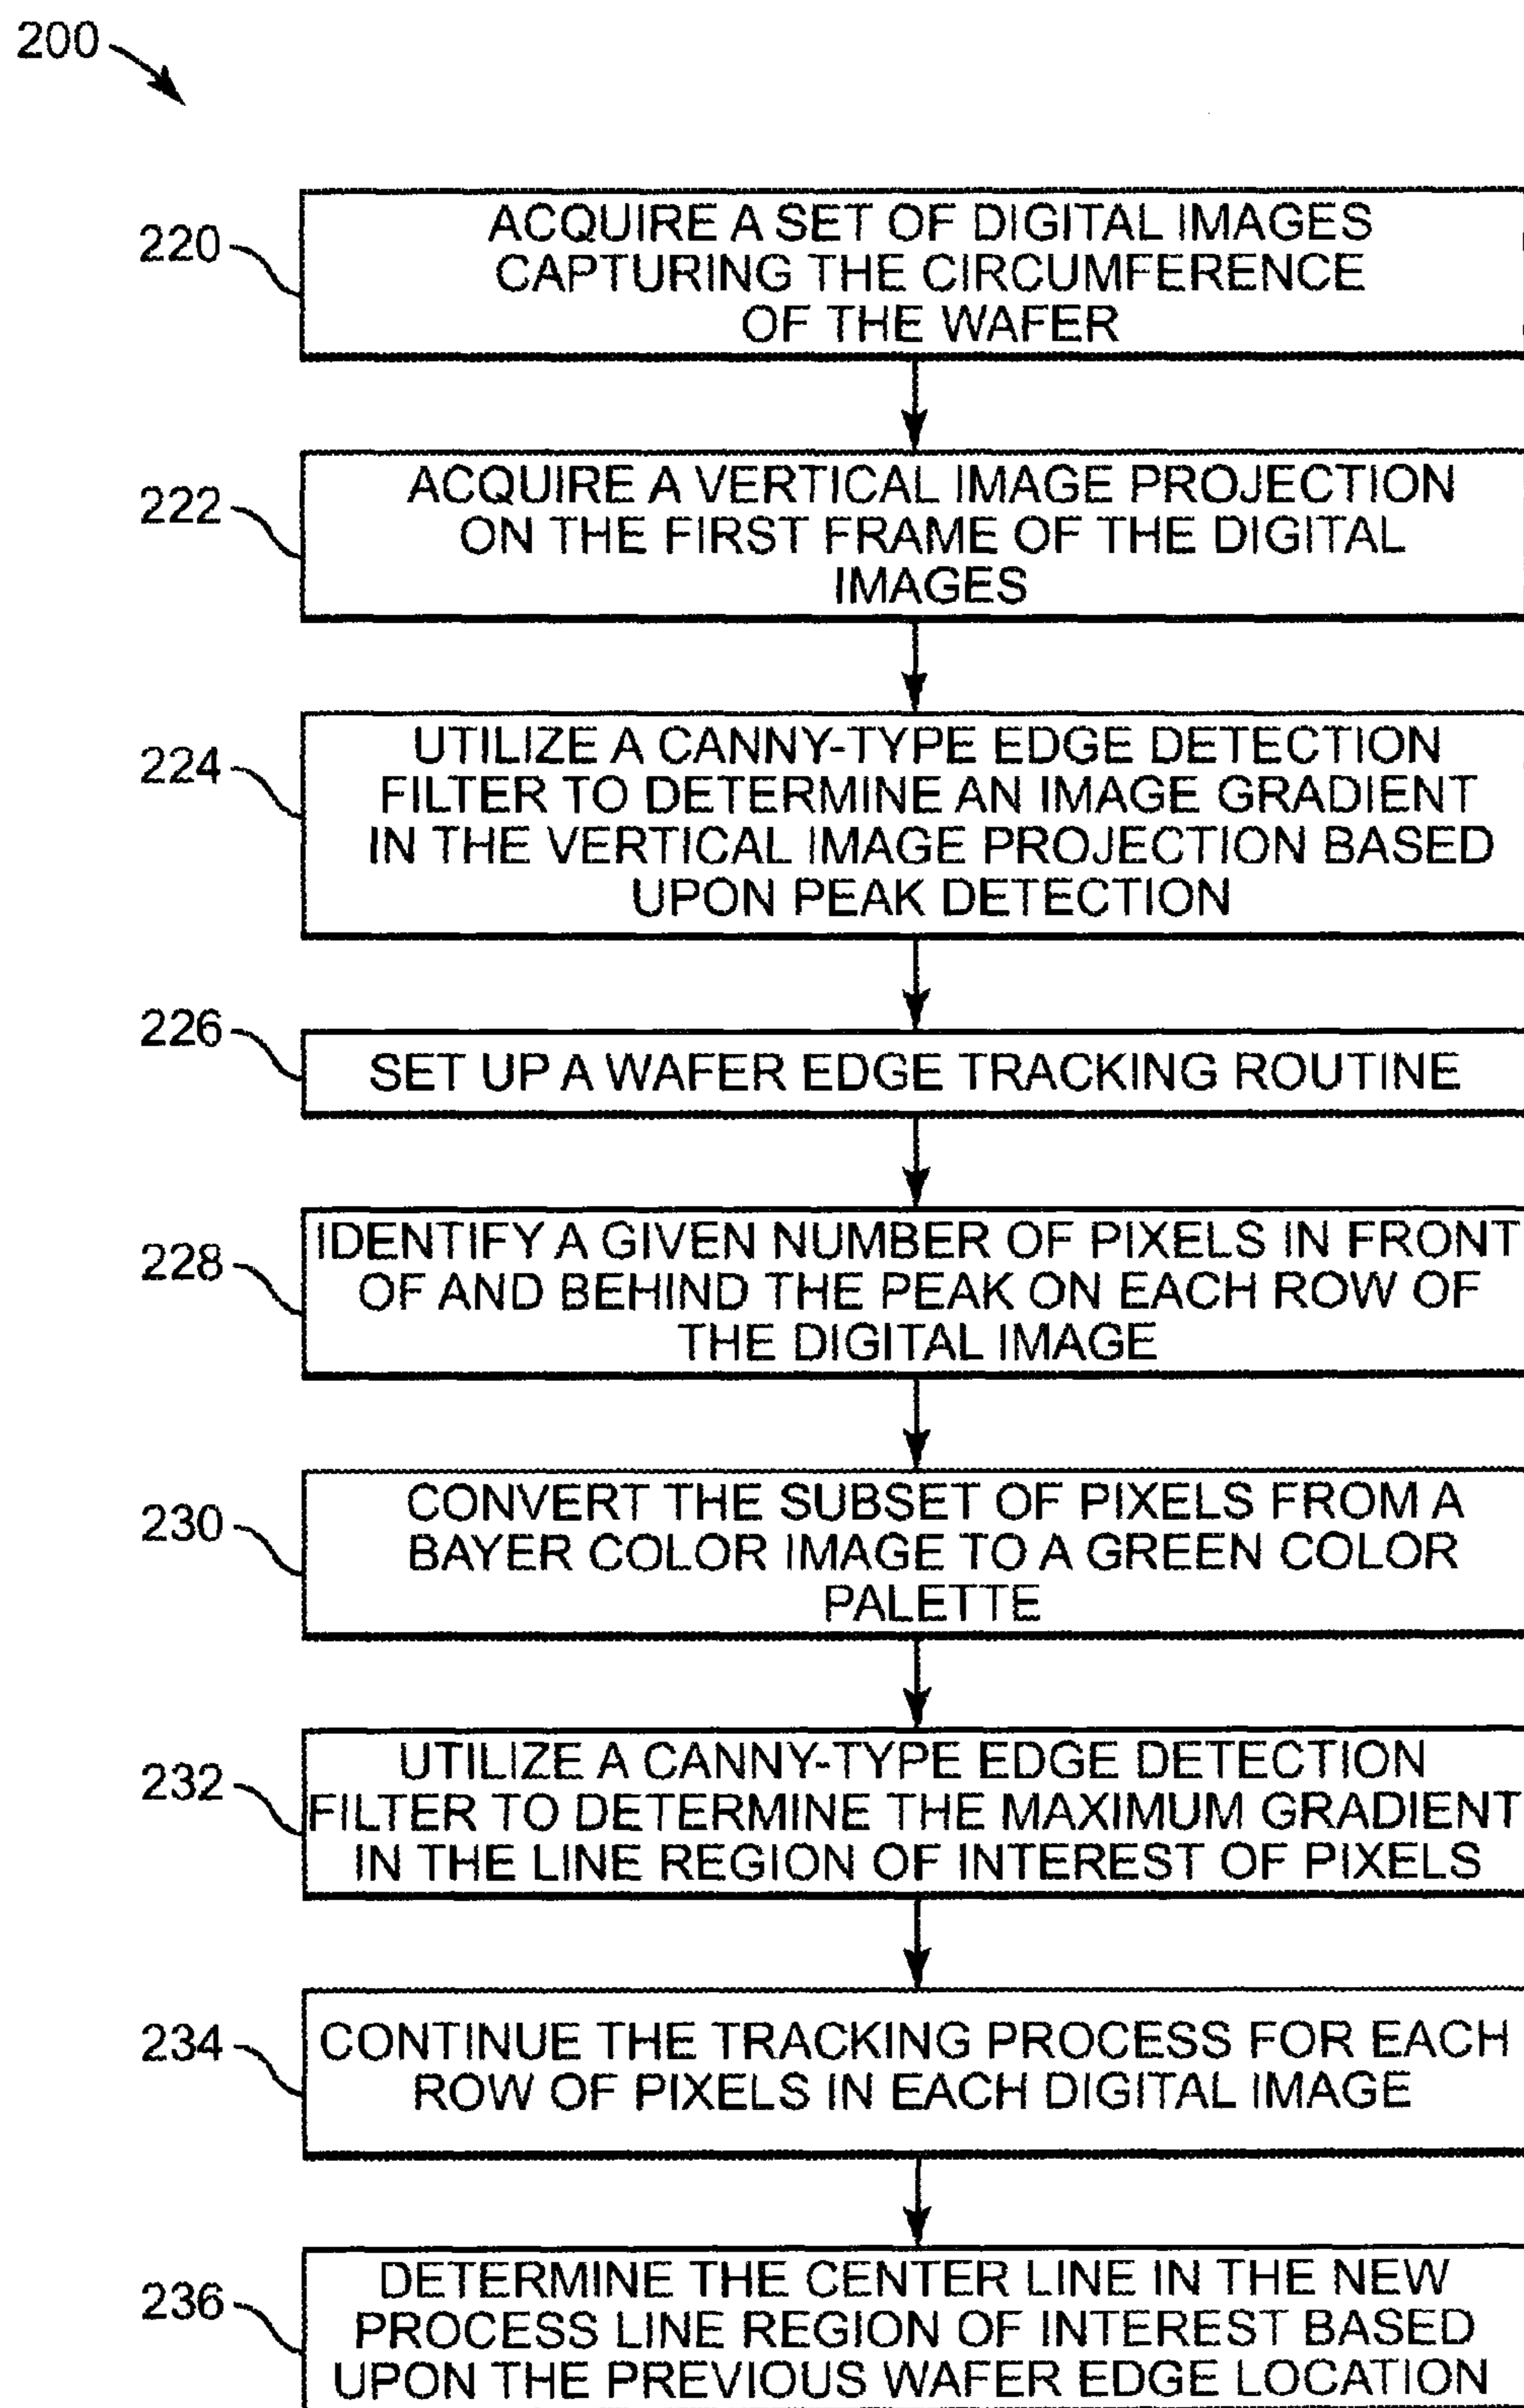 200
220
ACQUIRE A SET OF DIGITAL IMAGES
CAPTURING THE CIRCUMFERENCE
OF THE WAFER
222
ACQUIRE A VERTICAL IMAGE PROJECTION
ON THE FIRST FRAME OF THE DIGITAL
IMAGES
224
UTILIZE A CANNY-TYPE EDGE DETECTION
FILTER TO DETERMINE AN IMAGE GRADIENT
IN THE VERTICAL IMAGE PROJECTION BASED
UPON PEAK DETECTION
226
SET UP A WAFER EDGE TRACKING ROUTINE
228
IDENTIFY A GIVEN NUMBER OF PIXELS IN FRONT
OF AND BEHIND THE PEAK ON EACH ROW OF
THE DIGITAL IMAGE
230
CONVERT THE SUBSET OF PIXELS FROM A
BAYER COLOR IMAGE TO A GREEN COLOR
PALETTE
232
UTILIZE A CANNY-TYPE EDGE DETECTION
FILTER TO DETERMINE THE MAXIMUM GRADIENT
IN THE LINE REGION OF INTEREST OF PIXELS
234
CONTINUE THE TRACKING PROCESS FOR EACH
ROW OF PIXELS IN EACH DIGITAL IMAGE
236
DETERMINE THE CENTER LINE IN THE NEW
PROCESS LINE REGION OF INTEREST BASED
UPON THE PREVIOUS WAFER EDGE LOCATION